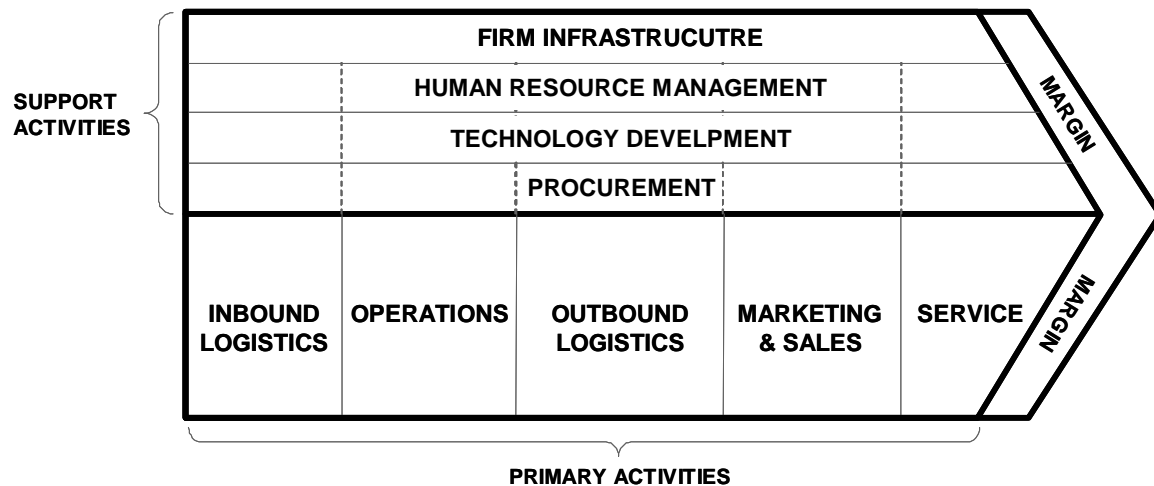 FIRM INFRASTRUCUTRE
HUMAN RESOURCE MANAGEMENT
SUPPORT
ACTIVITIES
TECHNOLOGY DEVELPMENT
PROCUREMENT
MARGIN
INBOUND
LOGISTICS
OPERATIONS
OUTBOUND
LOGISTICS
MARKETING
& SALES
SERVICE
MARGIN
PRIMARY ACTIVITIES